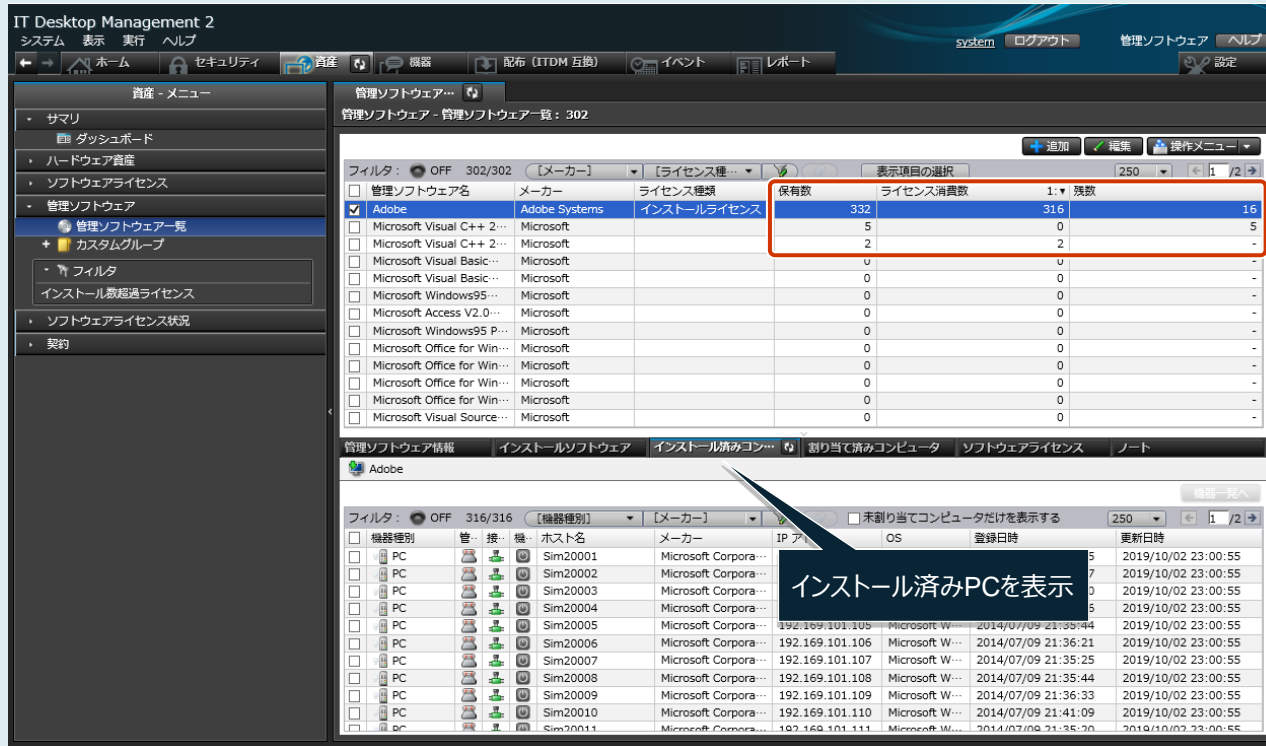 IT Desktop Management 2
システム 表示 実行 ヘルプ
system ログアウト 管理ソフトウェア ヘルプ
ホーム セキュリティ 資産 機器 配布 (ITDM 互換) イベント レポート 設定
資産 - メニュー
サマリ
ダッシュボード
ハードウェア資産
ソフトウェアライセンス
管理ソフトウェア
管理ソフトウェア一覧
カスタムグループ
フィルタ
インストール数超過ライセンス
ソフトウェアライセンス状況
契約
管理ソフトウェア…
管理ソフトウェア - 管理ソフトウェア一覧 : 302
追加 編集 操作メニュー
フィルタ : OFF 302/302 [メーカー] [ライセンス種… 表示項目の選択 250 1 /2
管理ソフトウェア名 メーカー ライセンス種類 保有数 ライセンス消費数 1: 残数
Adobe Adobe Systems インストールライセンス 332 316 16
Microsoft Visual C++ 2… Microsoft 5 0 5
Microsoft Visual C++ 2… Microsoft 2 2 -
Microsoft Visual Basic… Microsoft 0 0 -
Microsoft Visual Basic… Microsoft 0 0 -
Microsoft Windows95… Microsoft 0 0 -
Microsoft Access V2.0… Microsoft 0 0 -
Microsoft Windows95 P… Microsoft 0 0 -
Microsoft Office for Win… Microsoft 0 0 -
Microsoft Office for Win… Microsoft 0 0 -
Microsoft Office for Win… Microsoft 0 0 -
Microsoft Office for Win… Microsoft 0 0 -
Microsoft Visual Source… Microsoft 0 0 -
管理ソフトウェア情報 インストールソフトウェア インストール済みコン… 割り当て済みコンピュータ ソフトウェアライセンス ノート
Adobe
機器一覧へ
フィルタ : OFF 316/316 [機器種別] [メーカー] 未割り当てコンピュータだけを表示する 250 1 /2
機器種別 管… 接… 機… ホスト名 メーカー IP ア OS 登録日時 更新日時
PC Sim20001 Microsoft Corpora… 5 2019/10/02 23:00:55
PC Sim20002 Microsoft Corpora… 7 2019/10/02 23:00:55
PC Sim20003 Microsoft Corpora… 0 2019/10/02 23:00:55
PC Sim20004 Microsoft Corpora… 2019/10/02 23:00:55
インストール済みPCを表示
PC Sim20005 Microsoft Corpora… 192.169.101.105 Microsoft W… 2014/07/09 21:35:44 2019/10/02 23:00:55
PC Sim20006 Microsoft Corpora… 192.169.101.106 Microsoft W… 2014/07/09 21:36:21 2019/10/02 23:00:55
PC Sim20007 Microsoft Corpora… 192.169.101.107 Microsoft W… 2014/07/09 21:35:25 2019/10/02 23:00:55
PC Sim20008 Microsoft Corpora… 192.169.101.108 Microsoft W… 2014/07/09 21:35:44 2019/10/02 23:00:55
PC Sim20009 Microsoft Corpora… 192.169.101.109 Microsoft W… 2014/07/09 21:36:33 2019/10/02 23:00:55
PC Sim20010 Microsoft Corpora… 192.169.101.110 Microsoft W… 2014/07/09 21:41:09 2019/10/02 23:00:55
PC Sim20011 Microsoft Corpora… 192.169.101.111 Microsoft W… 2014/07/09 21:35:20 2019/10/02 23:00:55